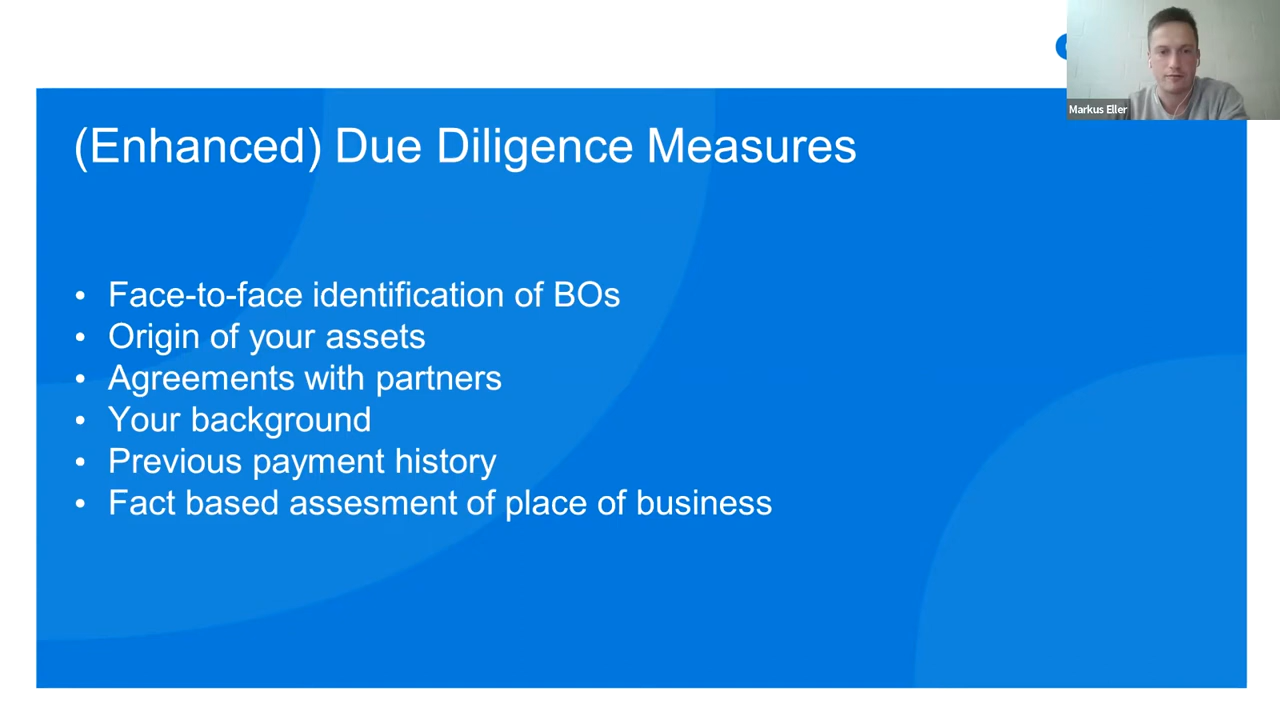 Markus Eller
(Enhanced) Due Diligence Measures
• Face-to-face identification of BOs
• Origin of your assets
• Agreements with partners
• Your background
• Previous payment history
• Fact based assesment of place of business